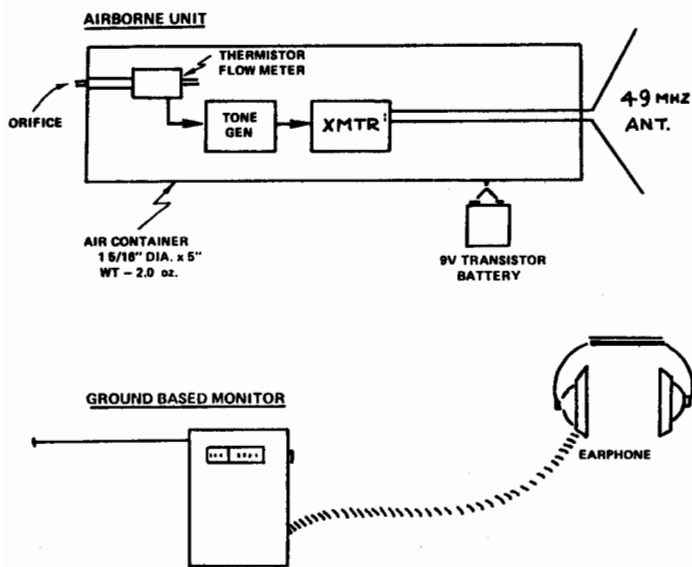 AIRBORNE UNIT
THERMISTOR
FLOW METER
ORIFICE
TONE
GEN
XMTR
49 MHZ
ANT.
AIR CONTAINER
1 5/16" DIA. x 5"
WT – 2.0 oz.
9V TRANSISTOR
BATTERY
GROUND BASED MONITOR
EARPHONE